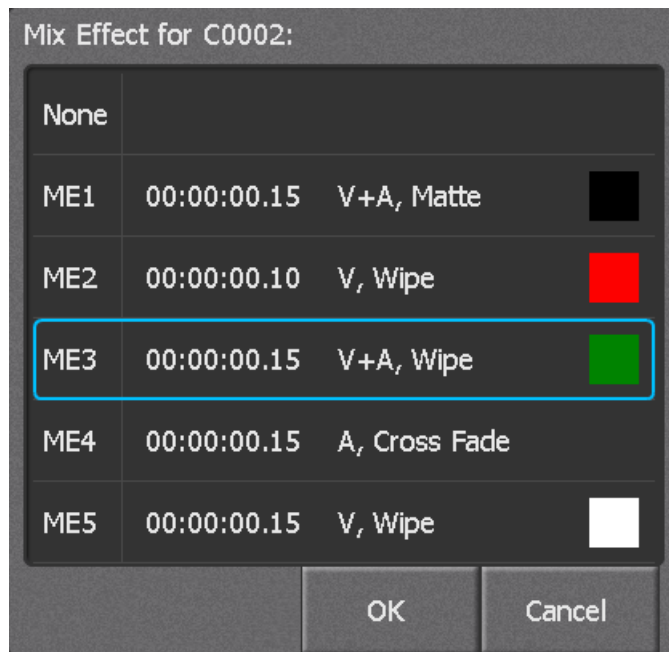 Mix Effect for C0002:
None
ME1 00:00:00.15 V+A, Matte
ME2 00:00:00.10 V, Wipe
ME3 00:00:00.15 V+A, Wipe
ME4 00:00:00.15 A, Cross Fade
ME5 00:00:00.15 V, Wipe
OK Cancel